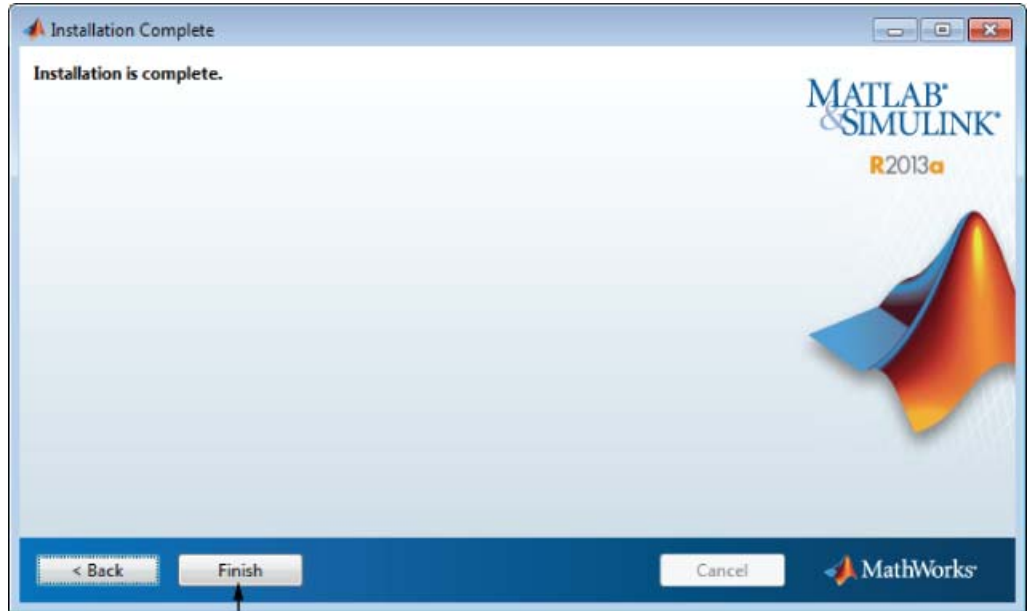 Installation Complete
Installation is complete.
MATLAB®
&SIMULINK®
R2013a
< Back
Finish
Cancel
MathWorks®